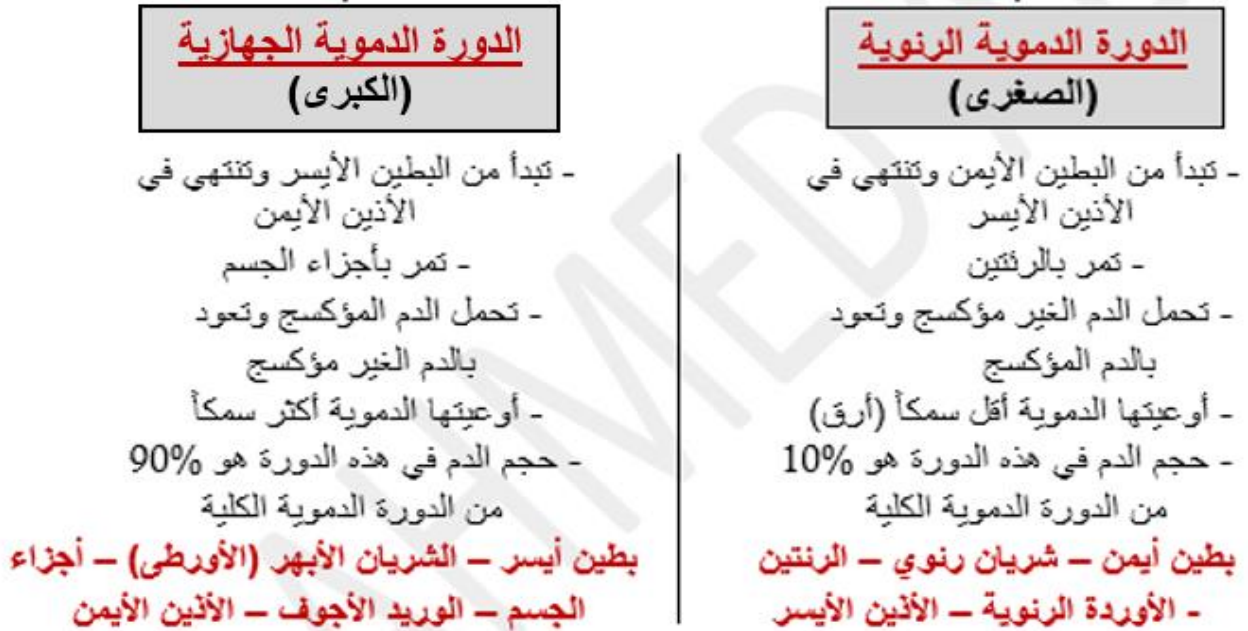 الدورة الدموية الرئوية
(الصغرى)
- تبدأ من البطين الأيمن وتنتهي في
الأذين الأيسر
- تمر بالرئتين
- تحمل الدم الغير مؤكسج وتعود
بالدم المؤكسج
- أوعيتها الدموية أقل سمكاً (أرق)
- حجم الدم في هذه الدورة هو 10%
من الدورة الدموية الكلية
بطين أيمن – شريان رئوي – الرئتين
- الأوردة الرئوية – الأذين الأيسر
الدورة الدموية الجهازية
(الكبرى)
- تبدأ من البطين الأيسر وتنتهي في
الأذين الأيمن
- تمر بأجزاء الجسم
- تحمل الدم المؤكسج وتعود
بالدم الغير مؤكسج
- أوعيتها الدموية أكثر سمكاً
- حجم الدم في هذه الدورة هو 90%
من الدورة الدموية الكلية
بطين أيسر – الشريان الأبهر (الأورطى) – أجزاء
الجسم – الوريد الأجوف – الأذين الأيمن
AHMED